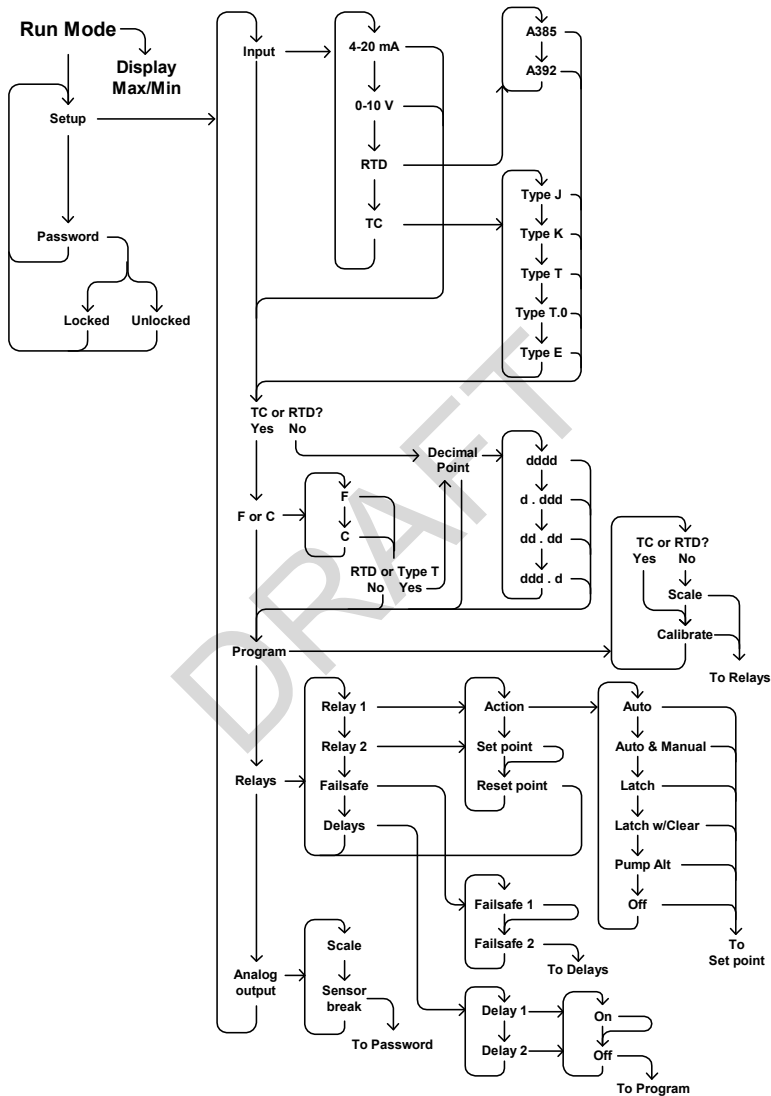 Run Mode
Display
Max/Min
Setup
Password
Locked
Unlocked
Input
4-20 mA
0-10 V
RTD
TC
A385
A392
Type J
Type K
Type T
Type T.0
Type E
TC or RTD?
Yes No
F or C
F
C
RTD or Type T
No Yes
Decimal
Point
dddd
d . ddd
dd . dd
ddd . d
Program
TC or RTD?
Yes No
Scale
Calibrate
To Relays
Relays
Relay 1
Relay 2
Failsafe
Delays
Action
Set point
Reset point
Auto
Auto & Manual
Latch
Latch w/Clear
Pump Alt
Off
To
Set point
Failsafe 1
Failsafe 2
To Delays
Analog
output
Scale
Sensor
break
To Password
Delay 1
Delay 2
On
Off
To Program
DRAFT